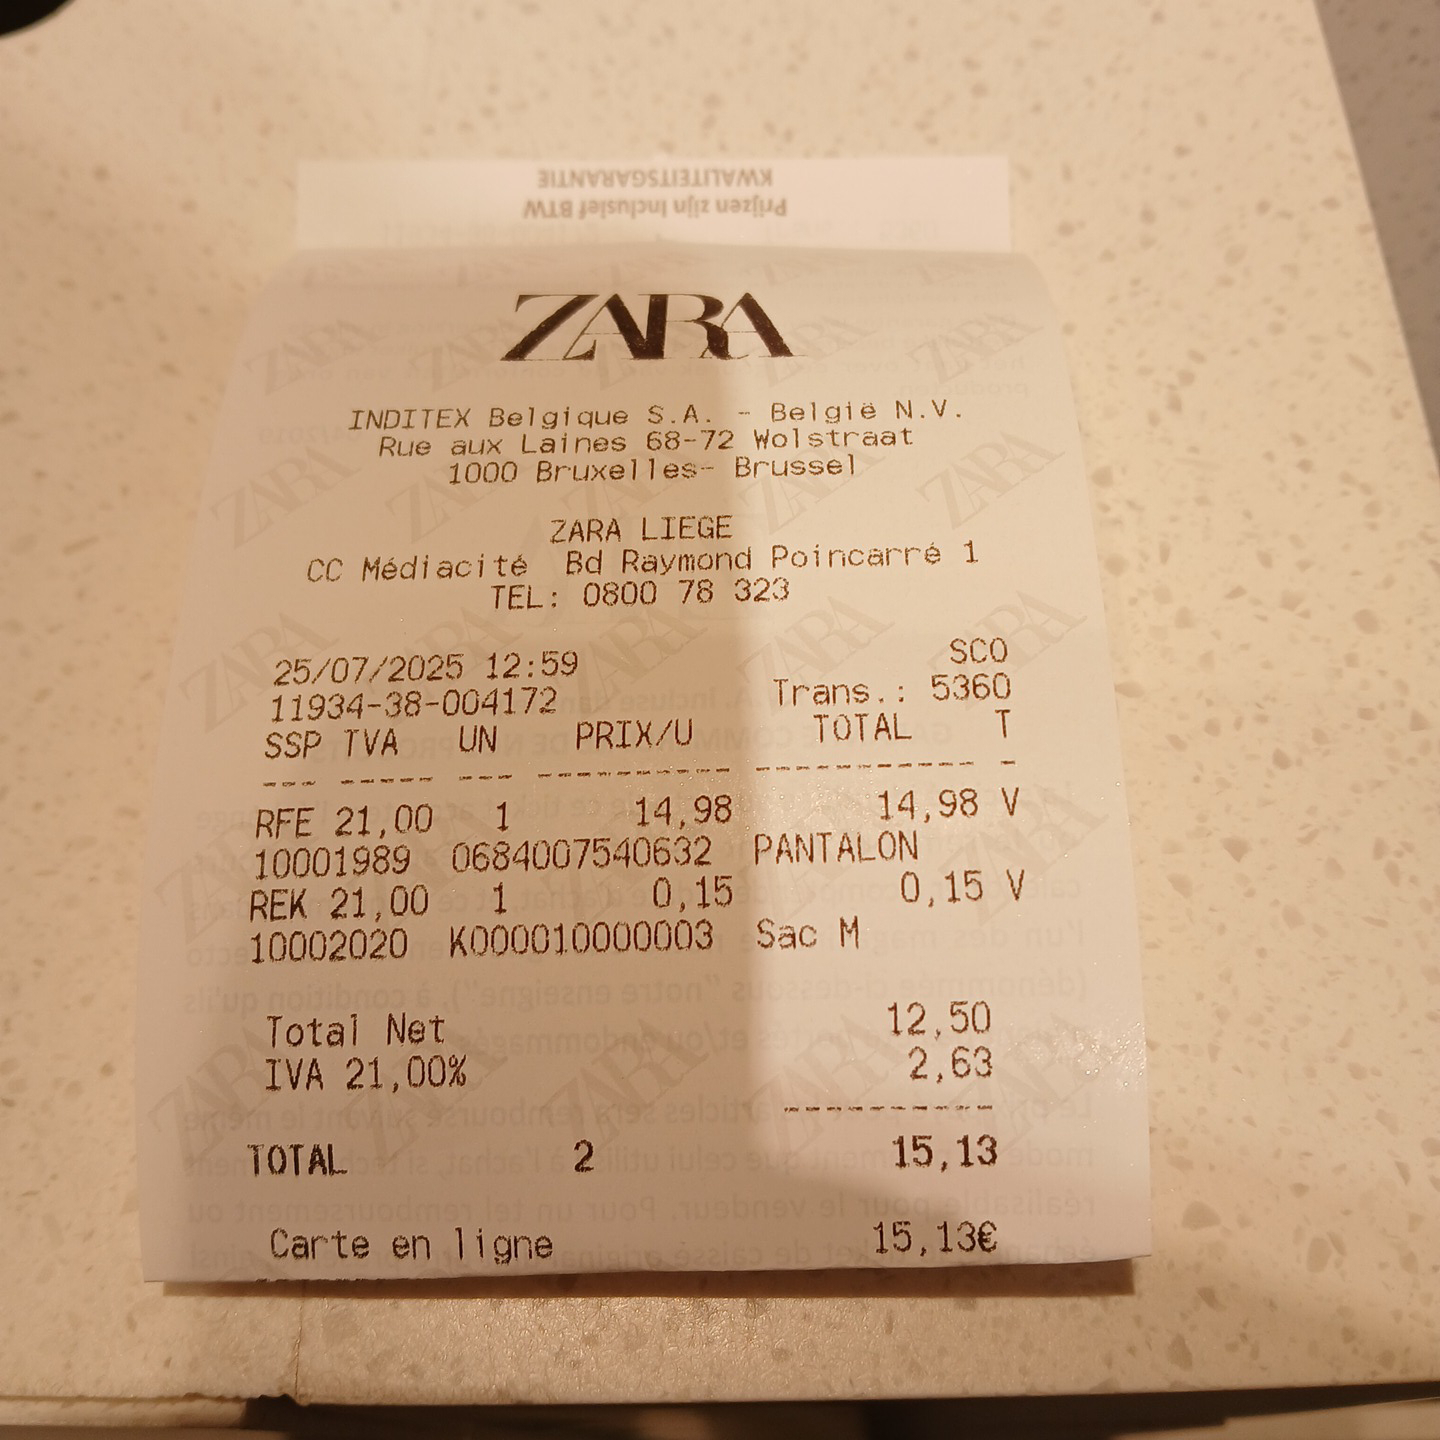 KWALITEITSGARANTIE
Prijzen zijn Inclusief BTW
ZARA
INDITEX Belgique S.A. - België N.V.
Rue aux Laines 68-72 Wolstraat
1000 Bruxelles- Brussel
ZARA LIEGE
CC Médiacité Bd Raymond Poincarré 1
TEL: 0800 78 323
25/07/2025 12:59 SCO
11934-38-004172 Trans.: 5360
SSP TVA UN PRIX/U TOTAL T
RFE 21,00 1 14,98 14,98 V
10001989 0684007540632 PANTALON
REK 21,00 1 0,15 0,15 V
10002020 K000010000003 Sac M
Total Net 12,50
IVA 21,00% 2,63
TOTAL 2 15,13
Carte en ligne 15,13€